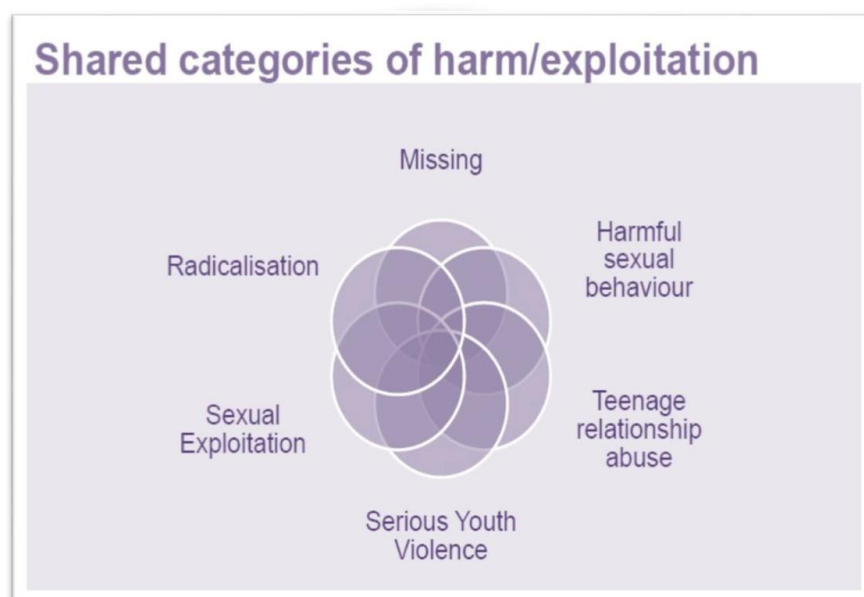 Shared categories of harm/exploitation
Missing
Harmful
sexual
behaviour
Radicalisation
Teenage
relationship
abuse
Sexual
Exploitation
Serious Youth
Violence